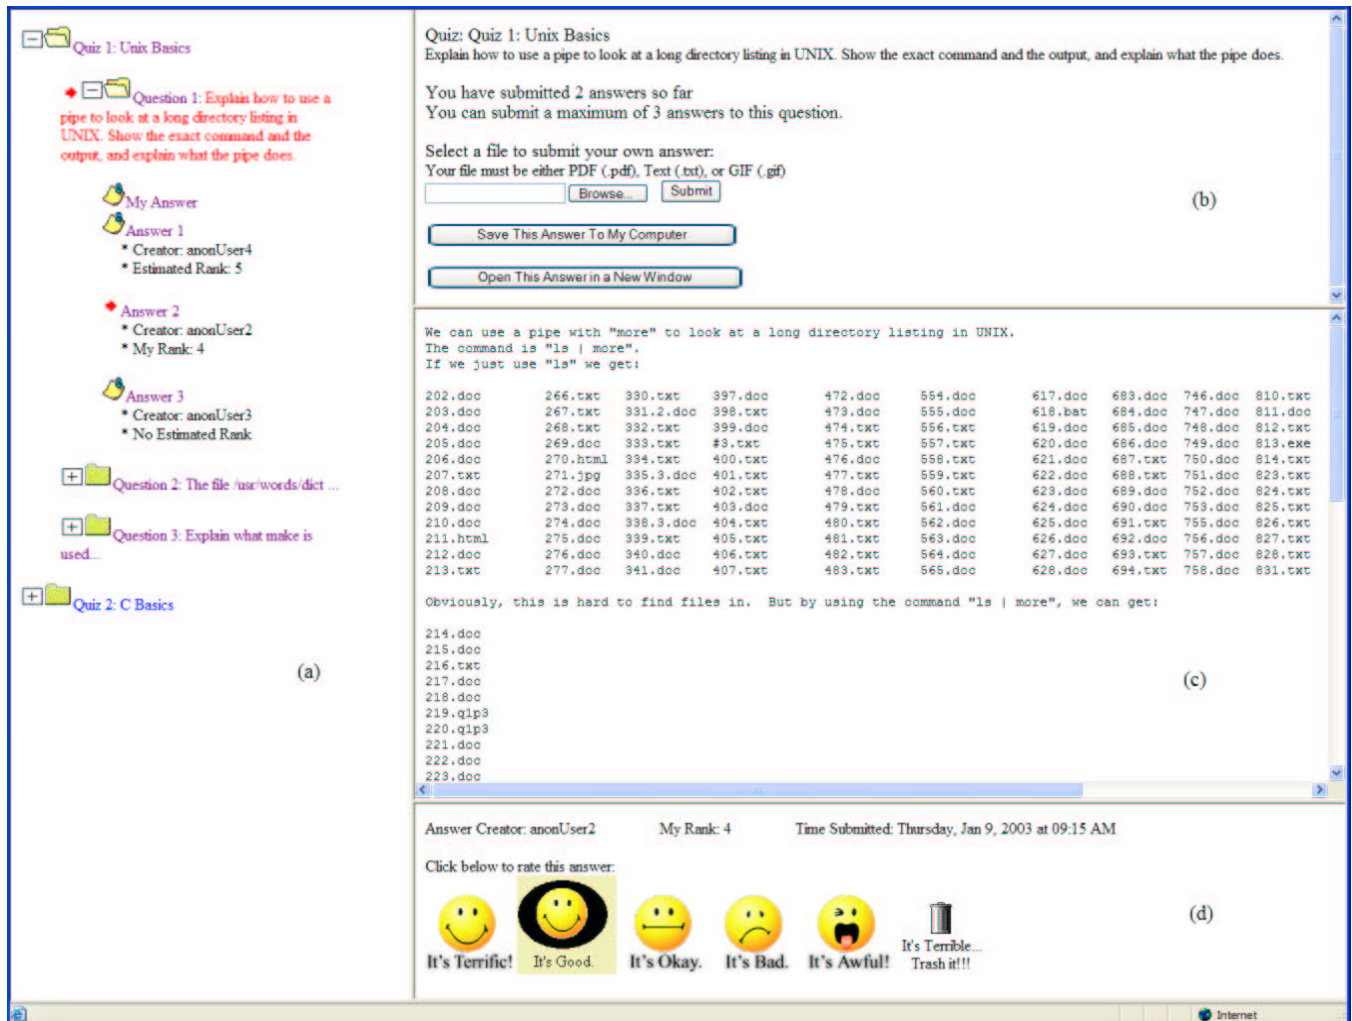 Quiz 1: Unix Basics
Question 1: Explain how to use a
pipe to look at a long directory listing in
UNIX. Show the exact command and the
output, and explain what the pipe does.
My Answer
Answer 1
* Creator: anonUser4
* Estimated Rank: 5
Answer 2
* Creator: anonUser2
* My Rank: 4
Answer 3
* Creator: anonUser3
* No Estimated Rank
Question 2: The file /usr/words/dict ...
Question 3: Explain what make is
used...
Quiz 2: C Basics
(a)
Quiz: Quiz 1: Unix Basics
Explain how to use a pipe to look at a long directory listing in UNIX. Show the exact command and the output, and explain what the pipe does.
You have submitted 2 answers so far
You can submit a maximum of 3 answers to this question.
Select a file to submit your own answer:
Your file must be either PDF (.pdf), Text (.txt), or GIF (.gif)
Browse... Submit
(b)
Save This Answer To My Computer
Open This Answer in a New Window
We can use a pipe with "more" to look at a long directory listing in UNIX.
The command is "ls | more".
If we just use "ls" we get:
202.doc 266.txt 330.txt 397.doc 472.doc 554.doc 617.doc 683.doc 746.doc 810.txt
203.doc 267.txt 331.2.doc 398.txt 473.doc 555.doc 618.bat 684.doc 747.doc 811.doc
204.doc 268.txt 332.txt 399.doc 474.txt 556.txt 619.doc 685.doc 748.doc 812.txt
205.doc 269.doc 333.txt #3.txt 475.txt 557.txt 620.doc 686.doc 749.doc 813.exe
206.doc 270.html 334.txt 400.txt 476.doc 558.txt 621.doc 687.txt 750.doc 814.txt
207.txt 271.jpg 335.3.doc 401.txt 477.txt 559.txt 622.doc 688.txt 751.doc 823.txt
208.doc 272.doc 336.txt 402.txt 478.doc 560.txt 623.doc 689.doc 752.doc 824.txt
209.doc 273.doc 337.txt 403.doc 479.txt 561.doc 624.doc 690.doc 753.doc 825.txt
210.doc 274.doc 338.3.doc 404.txt 480.txt 562.doc 625.doc 691.txt 755.doc 826.txt
211.html 275.doc 339.txt 405.txt 481.txt 563.doc 626.doc 692.doc 756.doc 827.txt
212.doc 276.doc 340.doc 406.txt 482.txt 564.doc 627.doc 693.txt 757.doc 828.txt
213.txt 277.doc 341.doc 407.txt 483.txt 565.doc 628.doc 694.txt 758.doc 831.txt
Obviously, this is hard to find files in. But by using the command "ls | more", we can get:
214.doc
215.doc
216.txt
217.doc
218.doc
219.q1p3
220.q1p3
221.doc
222.doc
223.doc
(c)
Answer Creator: anonUser2 My Rank: 4 Time Submitted: Thursday, Jan 9, 2003 at 09:15 AM
Click below to rate this answer:
It's Terrific! It's Good. It's Okay. It's Bad. It's Awful! It's Terrible...
Trash it!!!
(d)
Internet